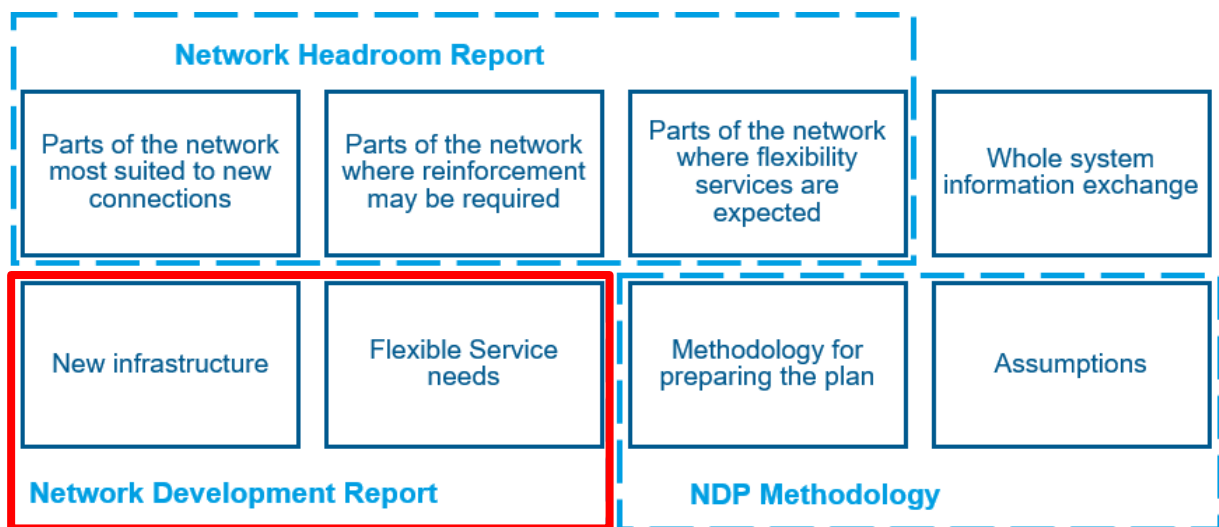 Network Headroom Report
Parts of the network
most suited to new
connections
Parts of the network
where reinforcement
may be required
Parts of the network
where flexibility
services are
expected
Whole system
information exchange
New infrastructure
Flexible Service
needs
Methodology for
preparing the plan
Assumptions
Network Development Report
NDP Methodology